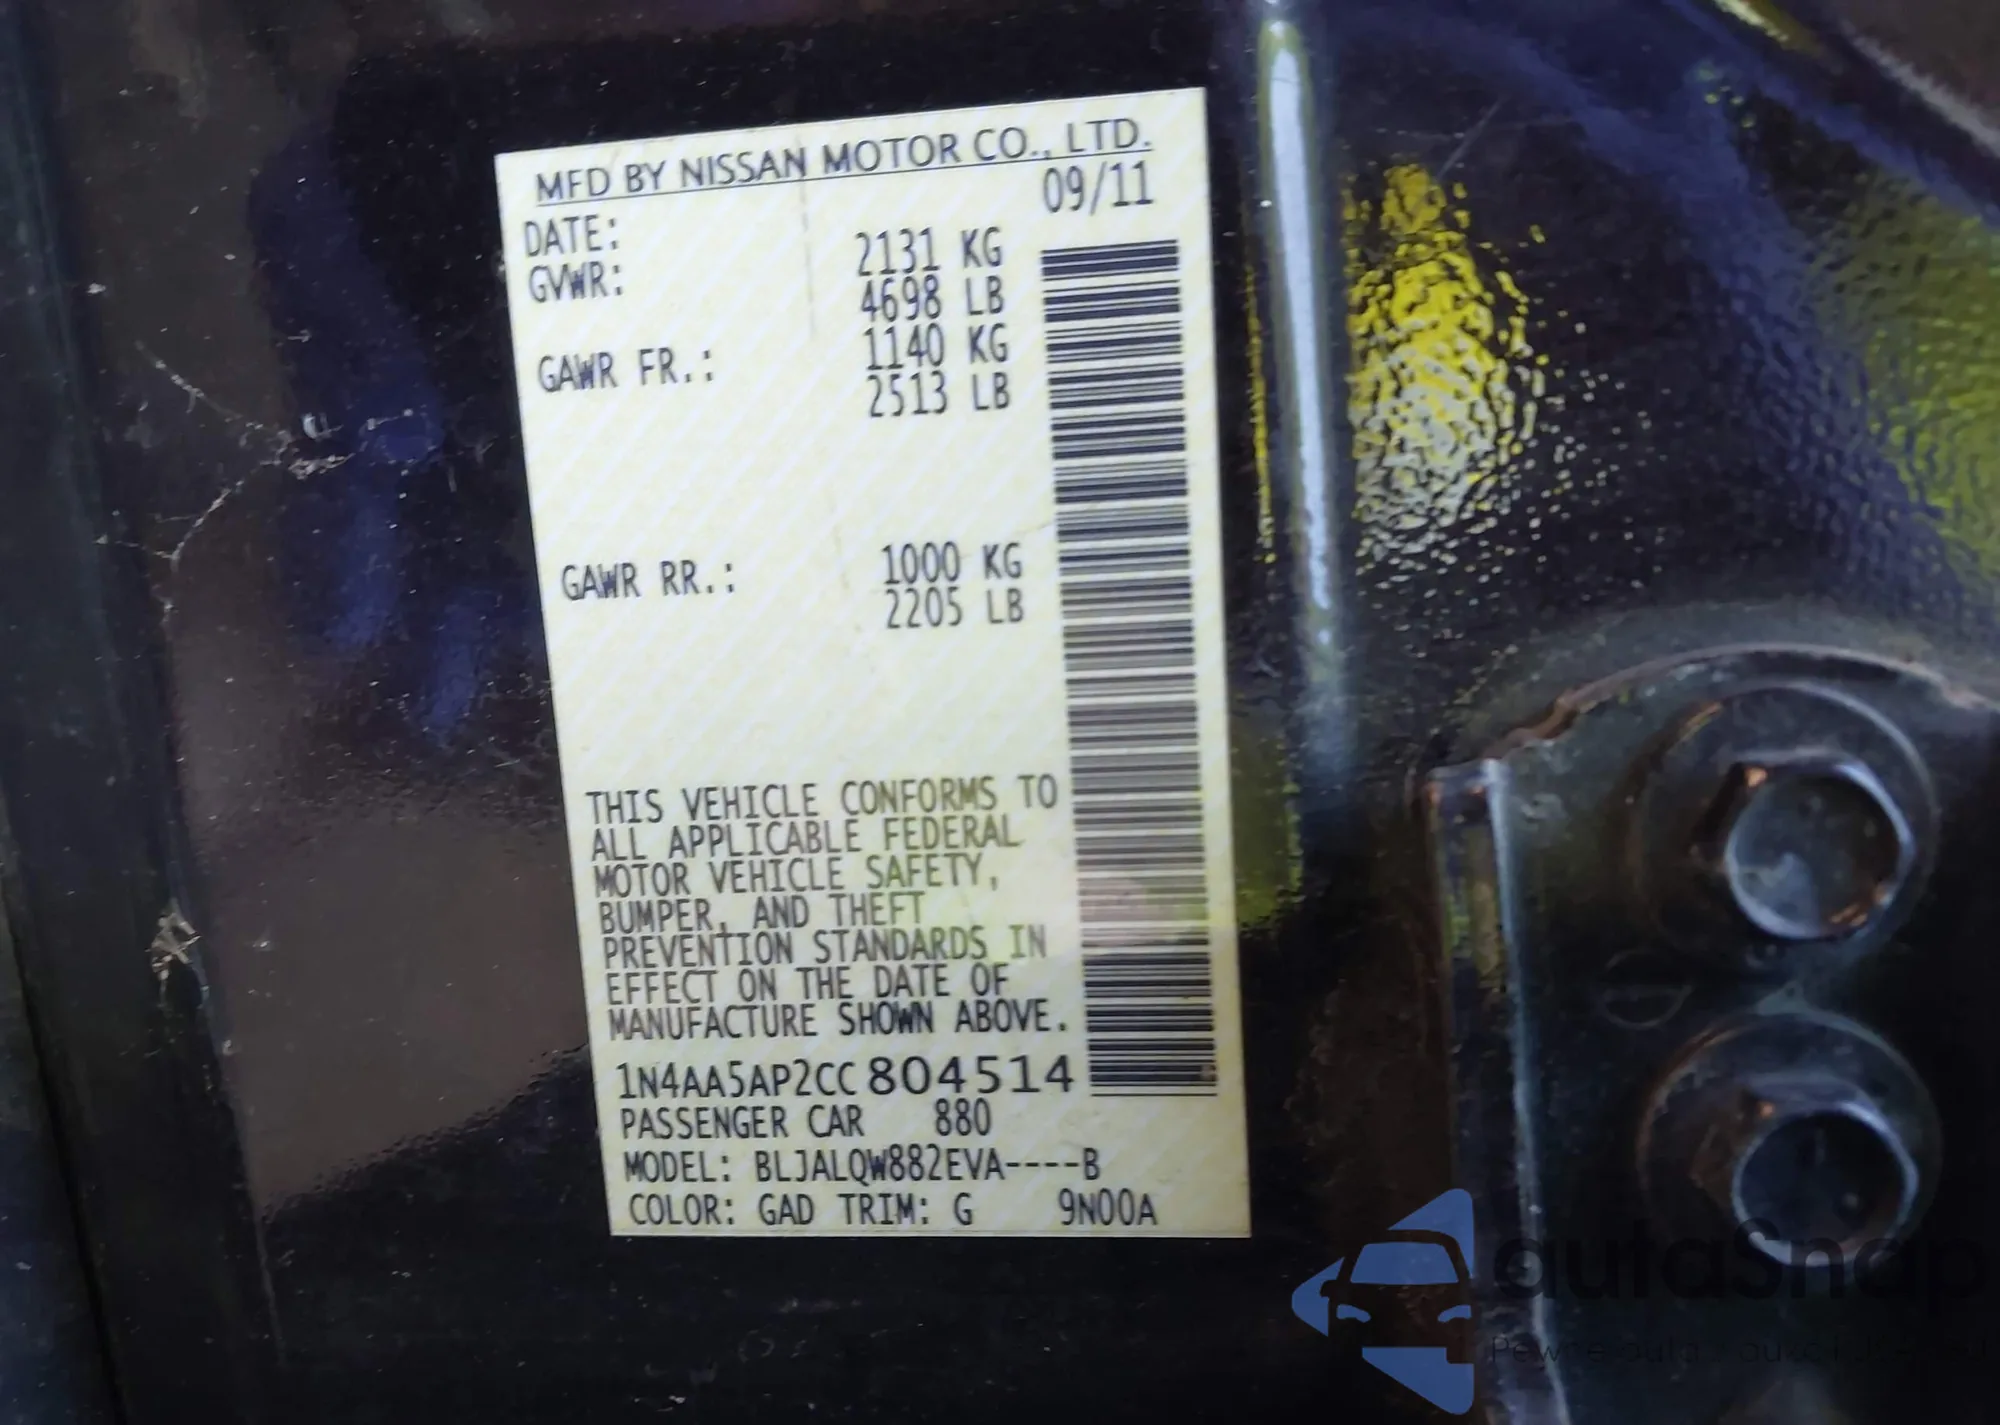 MFD BY NISSAN MOTOR CO., LTD.
DATE: 09/11
GVWR: 2131 KG
4698 LB
GAWR FR.: 1140 KG
2513 LB
GAWR RR.: 1000 KG
2205 LB
THIS VEHICLE CONFORMS TO
ALL APPLICABLE FEDERAL
MOTOR VEHICLE SAFETY,
BUMPER, AND THEFT
PREVENTION STANDARDS IN
EFFECT ON THE DATE OF
MANUFACTURE SHOWN ABOVE.
1N4AA5AP2CC804514
PASSENGER CAR 880
MODEL: BLJALQW882EVA----B
COLOR: GAD TRIM: G 9N00A
autaSnap
Pewne auta